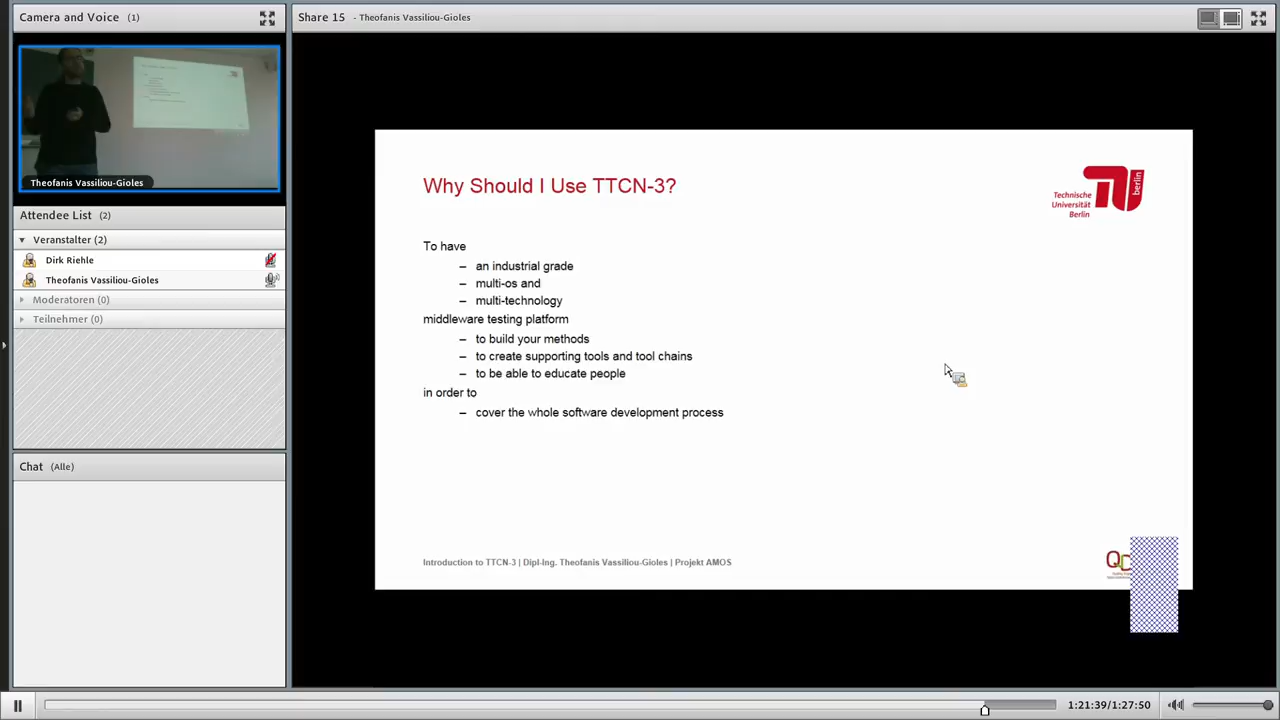 Camera and Voice (1)
Theofanis Vassiliou-Gioles
Attendee List (2)
Veranstalter (2)
Dirk Riehle
Theofanis Vassiliou-Gioles
Moderatoren (0)
Teilnehmer (0)
Chat (Alle)
Share 15 - Theofanis Vassiliou-Gioles
Why Should I Use TTCN-3?
Technische
Universität
Berlin
berlin
To have
– an industrial grade
– multi-os and
– multi-technology
middleware testing platform
– to build your methods
– to create supporting tools and tool chains
– to be able to educate people
in order to
– cover the whole software development process
Introduction to TTCN-3 | Dipl-Ing. Theofanis Vassiliou-Gioles | Projekt AMOS
1:21:39/1:27:50